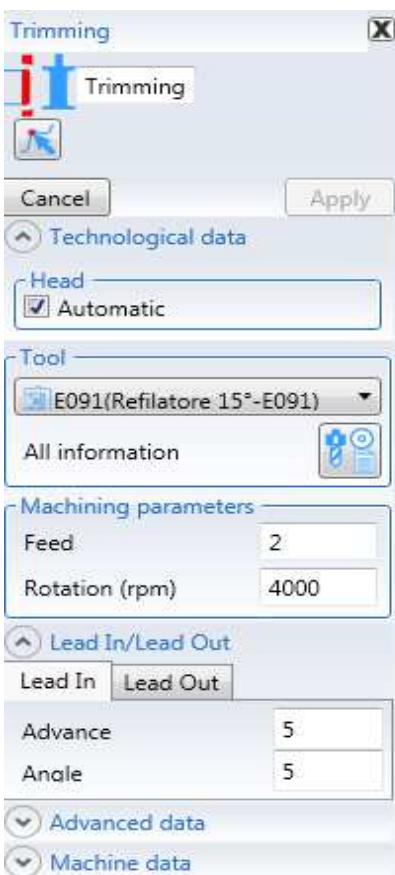 Trimming
Trimming
Cancel Apply
Technological data
Head
Automatic
Tool
E091(Refilatore 15°-E091)
All information
Machining parameters
Feed 2
Rotation (rpm) 4000
Lead In/Lead Out
Lead In Lead Out
Advance 5
Angle 5
Advanced data
Machine data